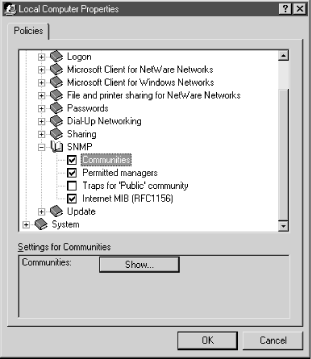 Local Computer Properties
Policies
Logon
Microsoft Client for NetWare Networks
Microsoft Client for Windows Networks
File and printer sharing for NetWare Networks
Passwords
Dial-Up Networking
Sharing
SNMP
Communities
Permitted managers
Traps for 'Public' community
Internet MIB (RFC1156)
Update
System
Settings for Communities
Communities:
Show...
OK
Cancel